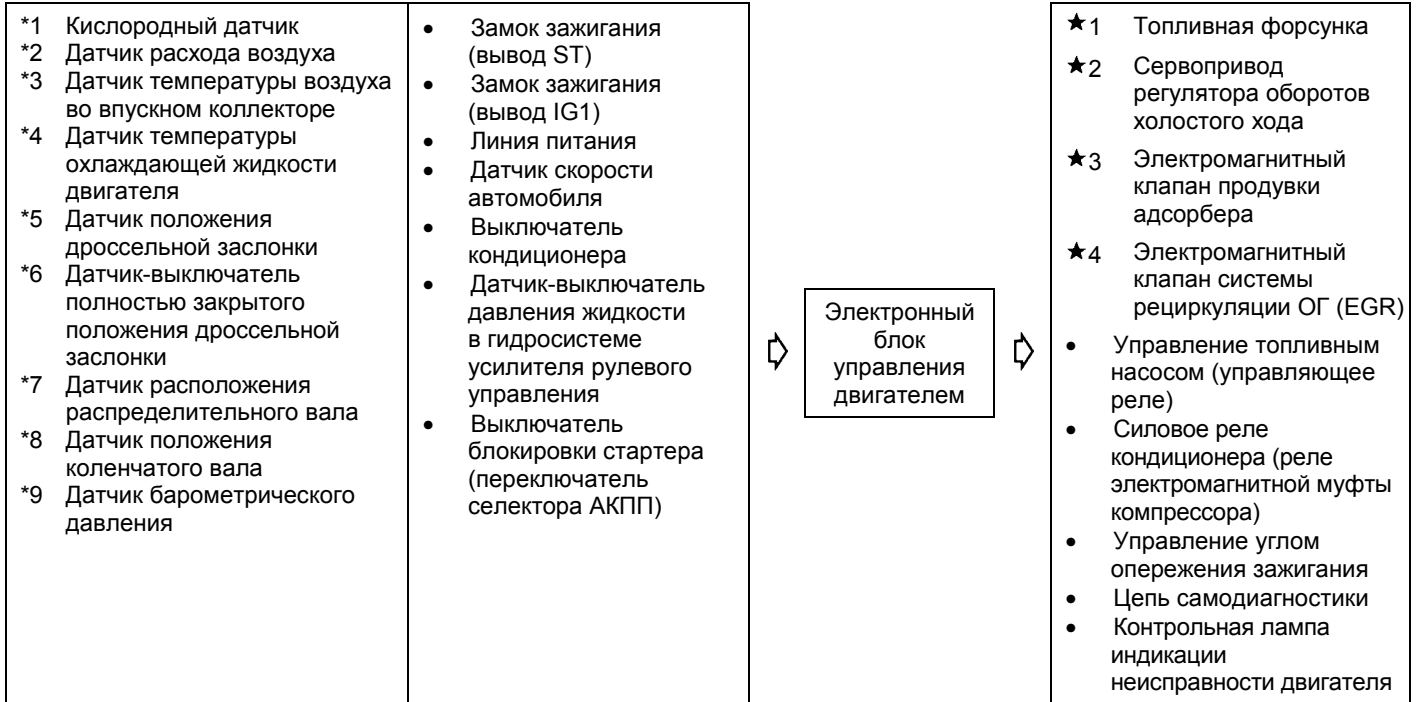 *1 Кислородный датчик
*2 Датчик расхода воздуха
*3 Датчик температуры воздуха
во впускном коллекторе
*4 Датчик температуры
охлаждающей жидкости
двигателя
*5 Датчик положения
дроссельной заслонки
*6 Датчик-выключатель
полностью закрытого
положения дроссельной
заслонки
*7 Датчик расположения
распределительного вала
*8 Датчик положения
коленчатого вала
*9 Датчик барометрического
давления
• Замок зажигания
(вывод ST)
• Замок зажигания
(вывод IG1)
• Линия питания
• Датчик скорости
автомобиля
• Выключатель
кондиционера
• Датчик-выключатель
давления жидкости
в гидросистеме
усилителя рулевого
управления
• Выключатель
блокировки стартера
(переключатель
селектора АКПП)
Электронный
блок
управления
двигателем
★1 Топливная форсунка
★2 Сервопривод
регулятора оборотов
холостого хода
★3 Электромагнитный
клапан продувки
адсорбера
★4 Электромагнитный
клапан системы
рециркуляции ОГ (EGR)
• Управление топливным
насосом (управляющее
реле)
• Силовое реле
кондиционера (реле
электромагнитной муфты
компрессора)
• Управление углом
опережения зажигания
• Цепь самодиагностики
• Контрольная лампа
индикации
неисправности двигателя